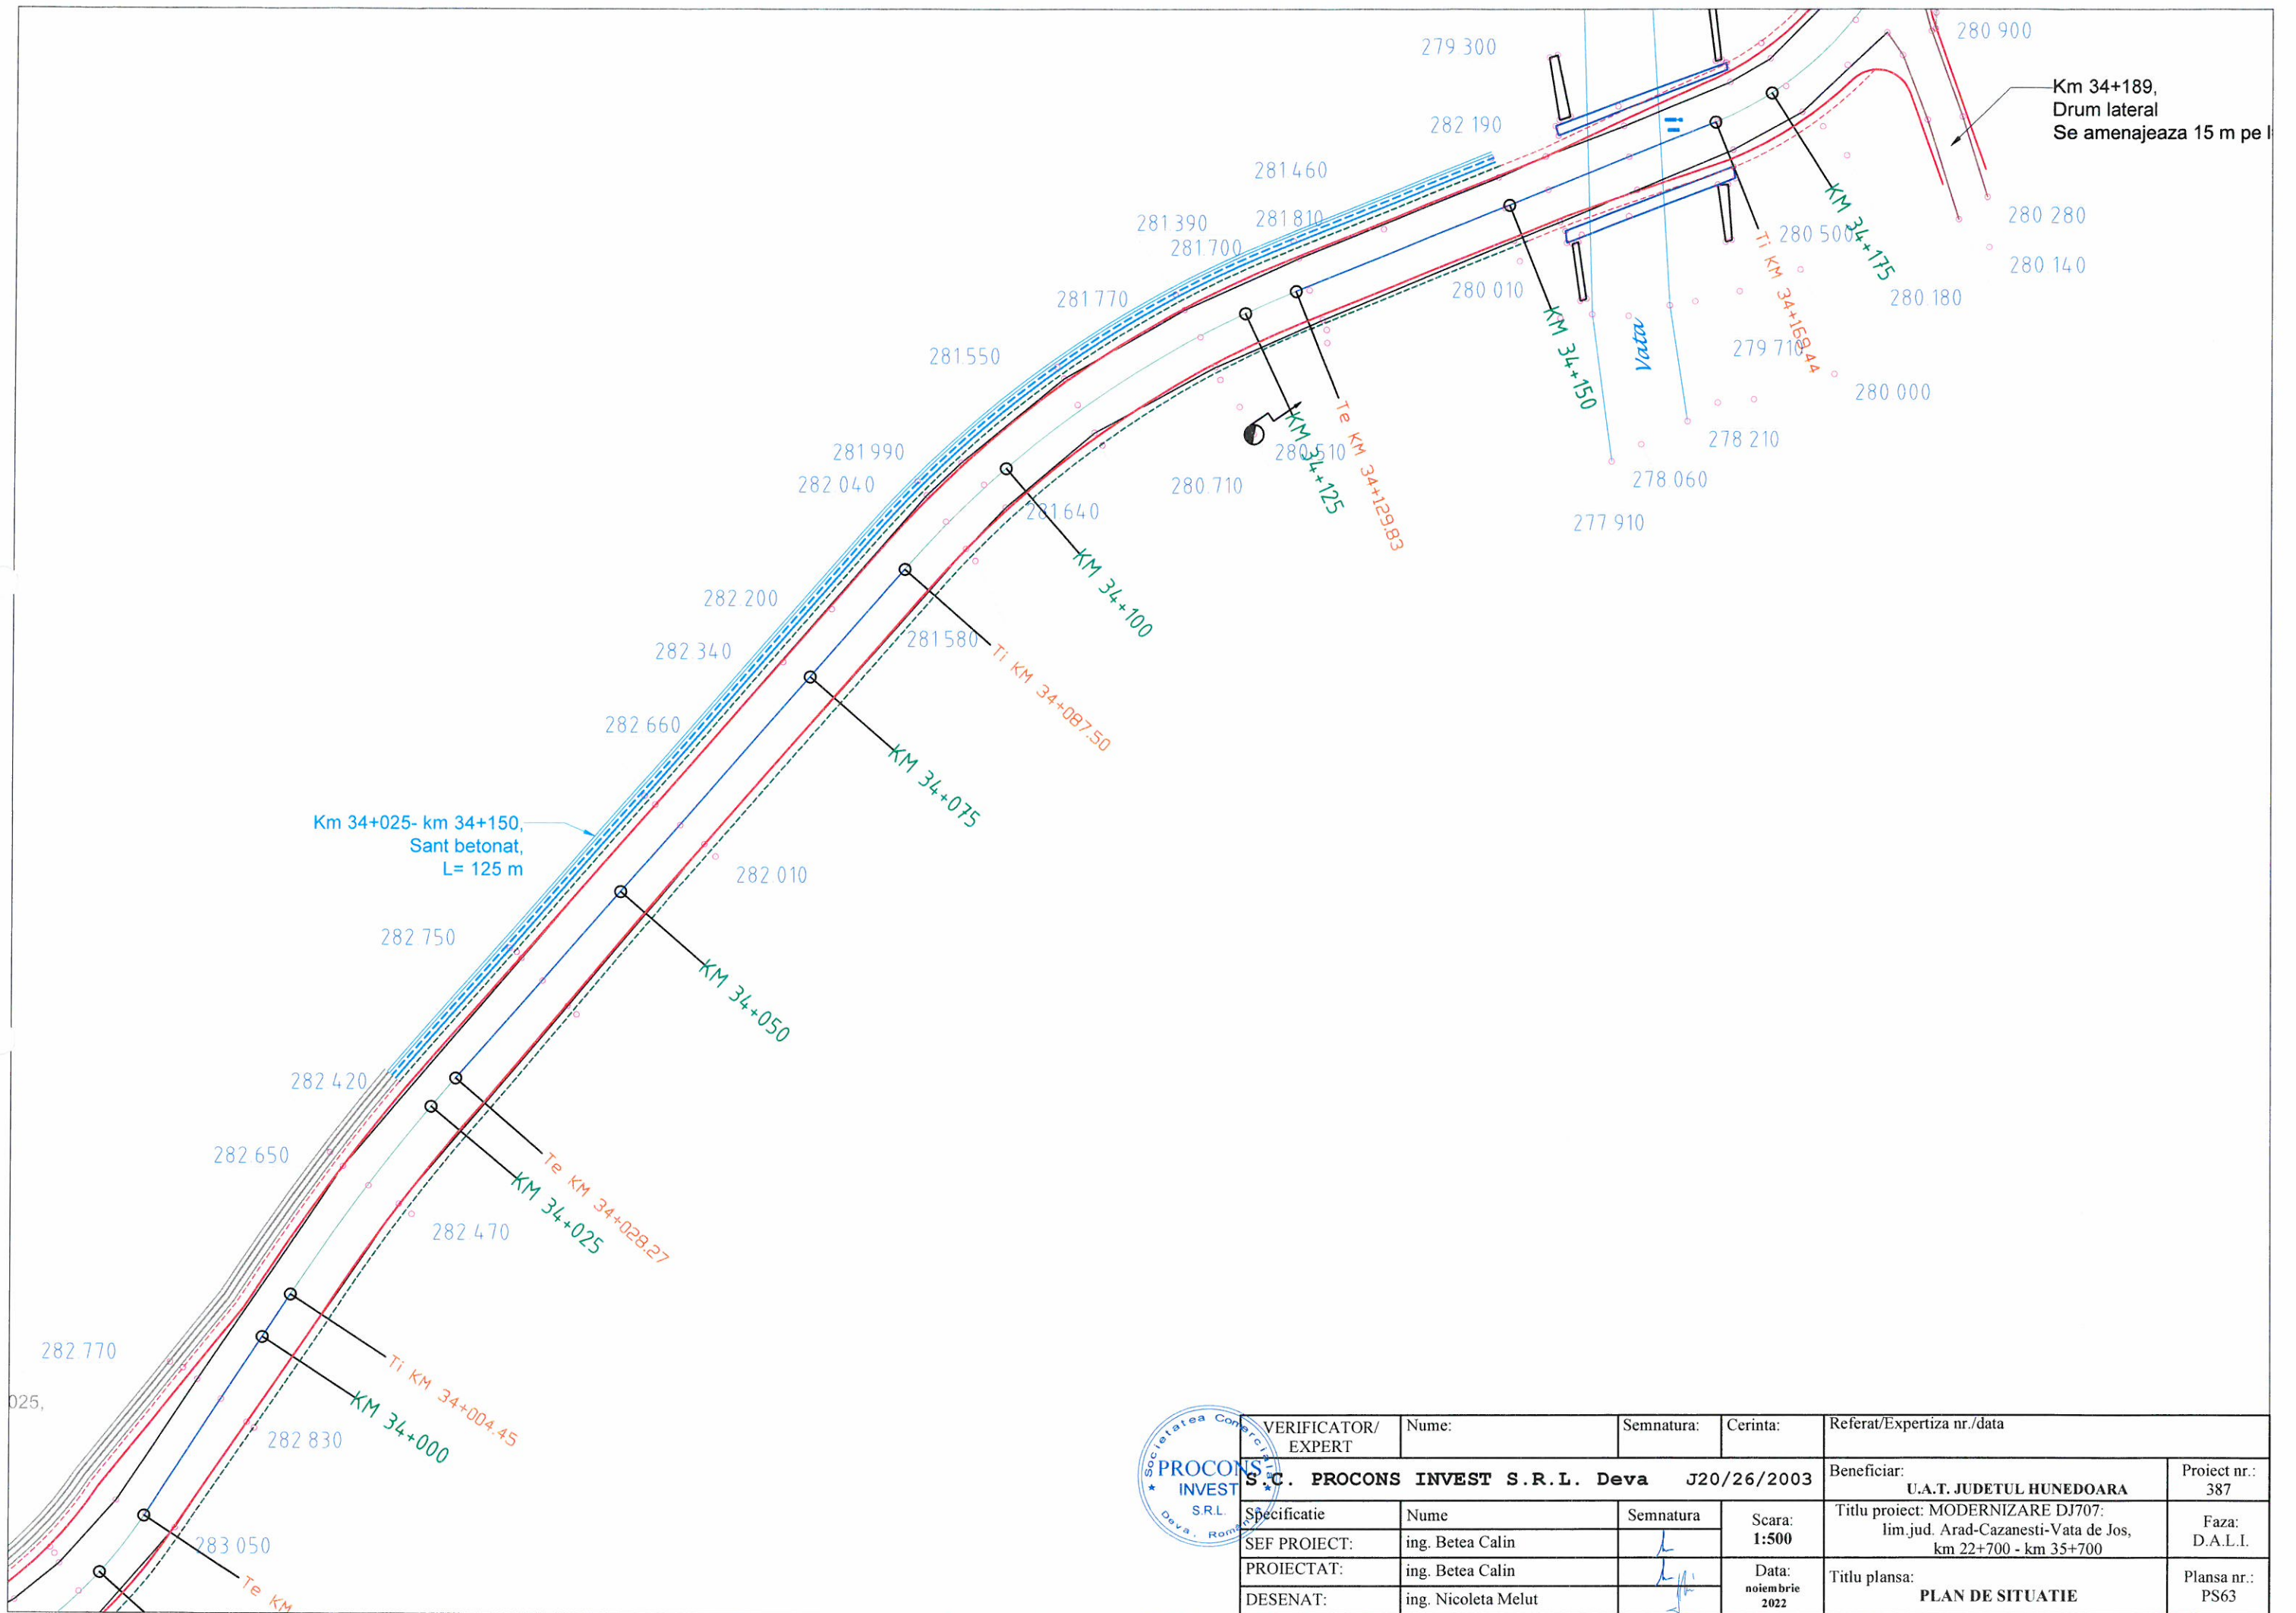 279 300
280 900
Km 34+189,
Drum lateral
Se amenajeaza 15 m pe l
282 190
281 460
281 390
281 810
281.700
280 500
KM 34+175
280 280
280 140
280.180
281 770
280 010
Ti KM 34+169.44
KM 34+150
Vata
279 710
281 550
280 000
Te KM 34+129.83
KM 34+125
280 510
278 210
281 990
282 040
280.710
278 060
277 910
281 640
KM 34+100
282.200
282 340
281 580
Ti KM 34+087.50
282.660
KM 34+075
Km 34+025- km 34+150,
Sant betonat,
L= 125 m
282 010
282 750
KM 34+050
282 420
282 650
Te KM 34+028.27
KM 34+025
282 470
282.770
Ti KM 34+004.45
KM 34+000
025,
282 830
283 050
Te KM
Societatea Comerciala
PROCONS
INVEST
S.R.L.
Deva, Romania
VERIFICATOR/
EXPERT
Nume:
Semnatura:
Cerinta:
Referat/Expertiza nr./data
S.C. PROCONS INVEST S.R.L. Deva J20/26/2003
Beneficiar:
U.A.T. JUDETUL HUNEDOARA
Proiect nr.:
387
Specificatie
Nume
Semnatura
Scara:
1:500
Titlu proiect: MODERNIZARE DJ707:
lim.jud. Arad-Cazanesti-Vata de Jos,
km 22+700 - km 35+700
Faza:
D.A.L.I.
SEF PROIECT:
ing. Betea Calin
PROIECTAT:
ing. Betea Calin
Data:
noiembrie
2022
Titlu plansa:
PLAN DE SITUATIE
Plansa nr.:
PS63
DESENAT:
ing. Nicoleta Melut